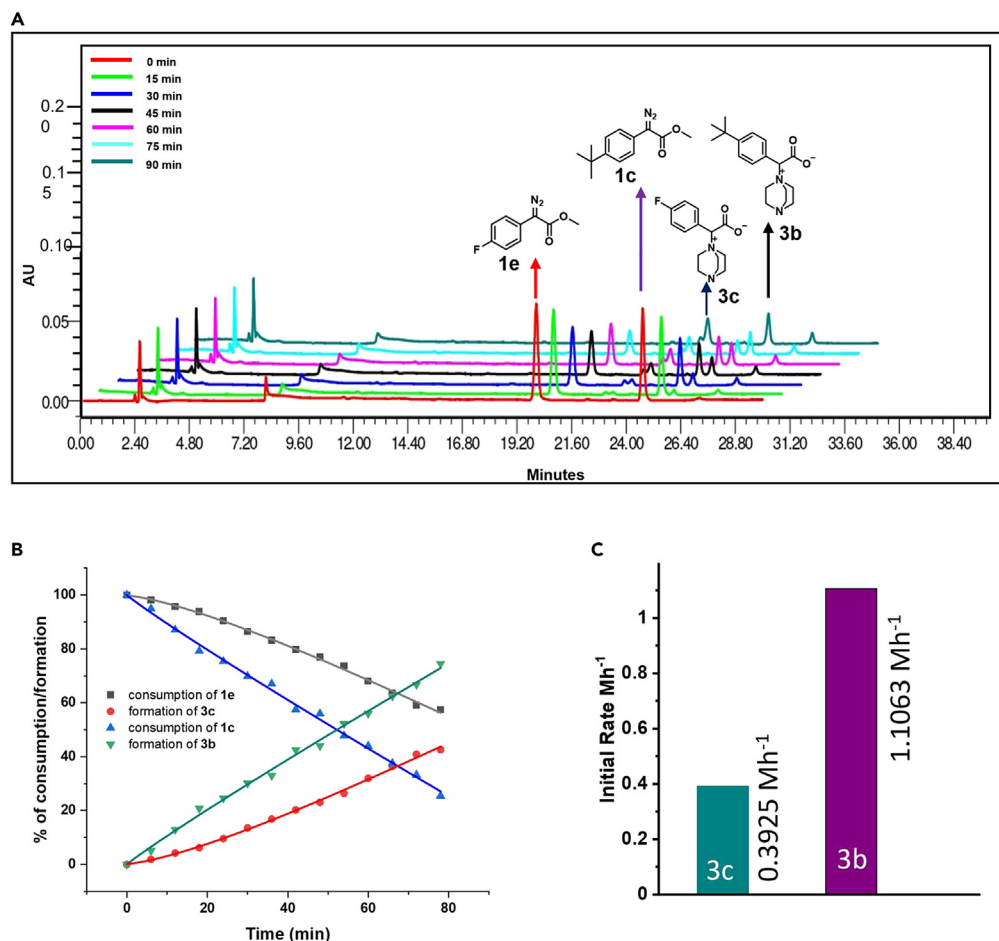 A
0 min
15 min
30 min
45 min
60 min
75 min
90 min
0.2
0
0.1
5
0.10
0.05
0.00
AU
N2
O
O
1c
N2
O
O
F
1e
O
O-
N+
N
F
3c
O
O-
N+
N
3b
0.00 2.40 4.80 7.20 9.60 12.00 14.40 16.80 19.20 21.60 24.00 26.40 28.80 31.20 33.60 36.00 38.40
Minutes
B
% of consumption/formation
100
80
60
40
20
0
consumption of 1e
formation of 3c
consumption of 1c
formation of 3b
0 20 40 60 80
Time (min)
C
Initial Rate Mh-1
1
0.8
0.6
0.4
0.2
0
3c
0.3925 Mh-1
3b
1.1063 Mh-1